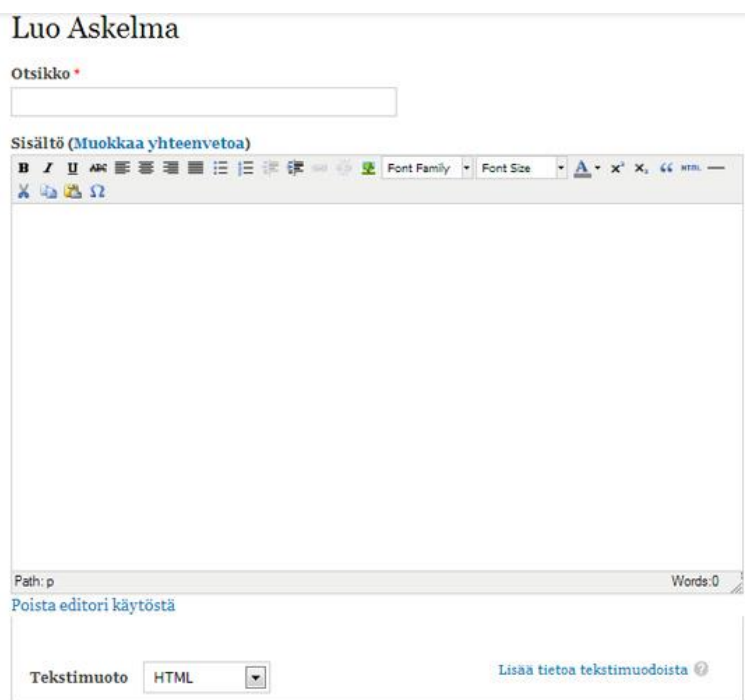 Luo Askelma
Otsikko *
Sisältö (Muokkaa yhteenvetoa)
B I U ABC Font Family Font Size A x² x₂ “ HTML —
Ω
Path: p Words:0
Poista editori käytöstä
Tekstimuoto HTML Lisää tietoa tekstimuodoista ?